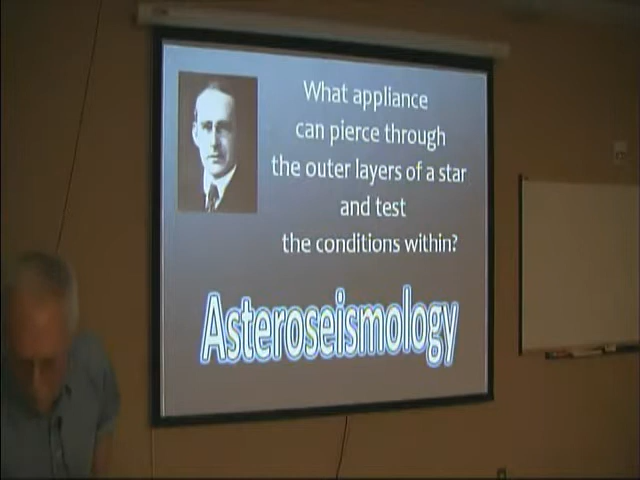 What appliance
can pierce through
the outer layers of a star
and test
the conditions within?
Asteroseismology